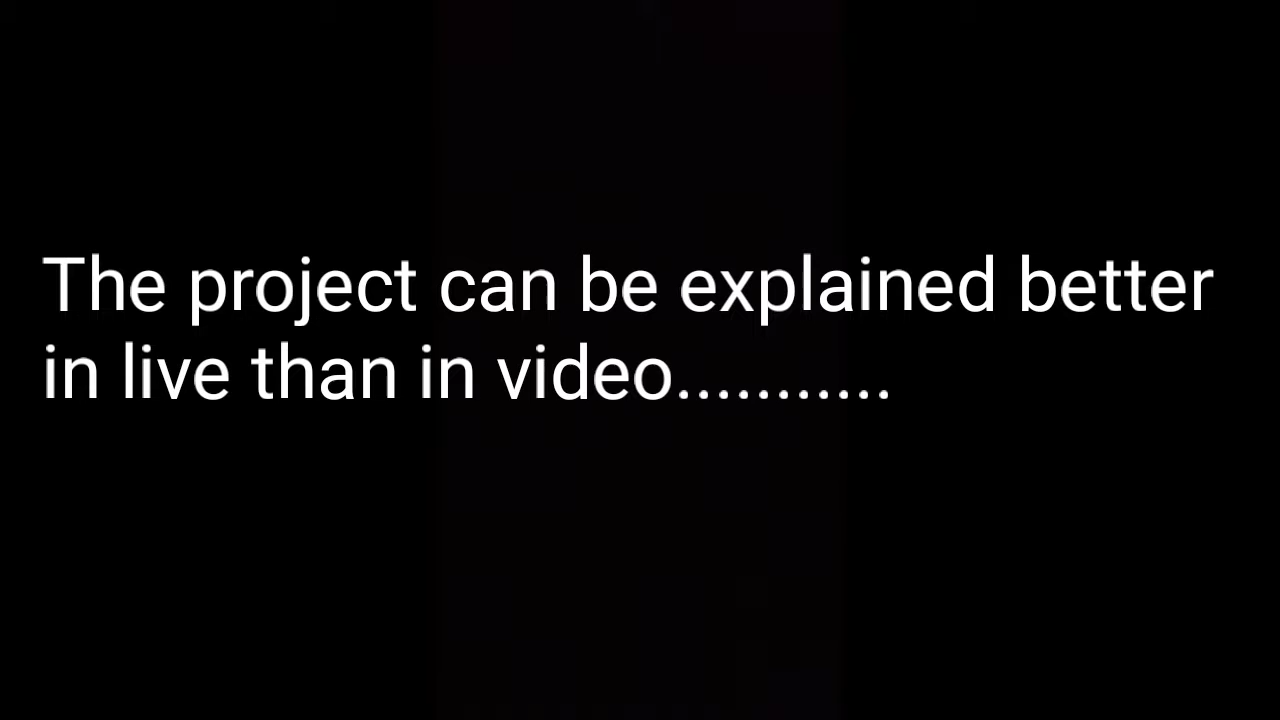 The project can be explained better
in live than in video...........